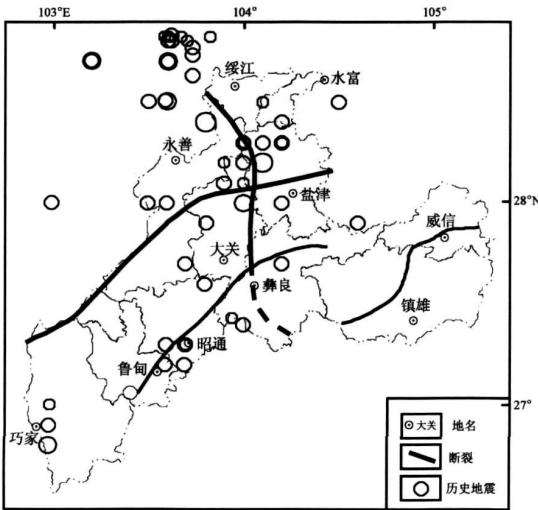 103°E
104°
105°
绥江
水富
永善
盐津
28°N
威信
大关
彝良
镇雄
昭通
鲁甸
27°
巧家
大关 地名
断裂
历史地震